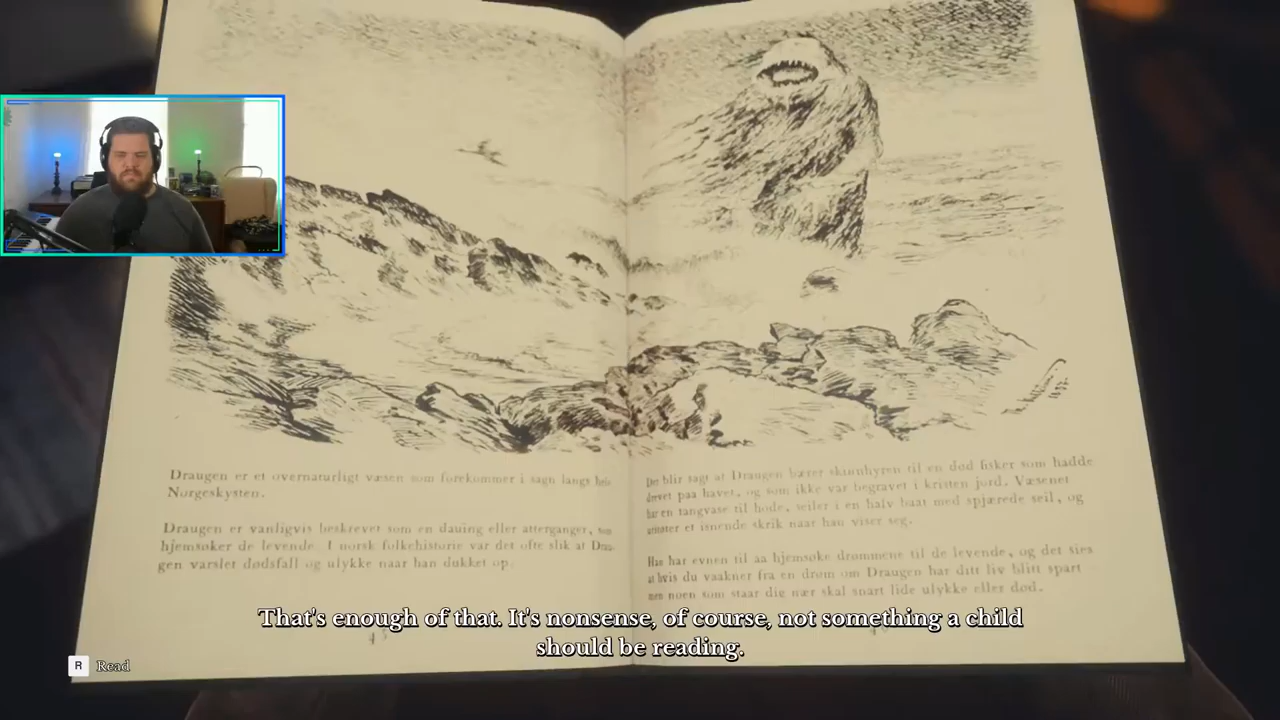 Draugen er et overnaturligt væsen som forekommer i sagn langs hele
Norgeskysten.
Draugen er vanligvis beskrevet som en dauing eller atterganger, som
hjemsøker de levende. I norsk folkehistorie var det ofte slik at Drau-
gen varslet dødsfall og ulykke naar han dukket op.
Det blir sagt at Draugen bærer skinnhyren til en død fisker som hadde
drevet paa havet, og som ikke var begravet i kristen jord. Væsenet
har en tangvase til hode, seiler i en halv baat med spjærede seil, og
et isnende skrik naar han viser seg.
Han har evnen til aa hjemsøke drømmene til de levende, og det sies
at hvis du vaakner fra en drøm om Draugen har ditt liv blitt spart
men noen som staar dig nær skal snart lide ulykke eller død.
That's enough of that. It's nonsense, of course, not something a child
should be reading.
R Read